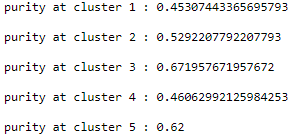 purity at cluster 1 : 0.45307443365695793
purity at cluster 2 : 0.5292207792207793
purity at cluster 3 : 0.671957671957672
purity at cluster 4 : 0.46062992125984253
purity at cluster 5 : 0.62